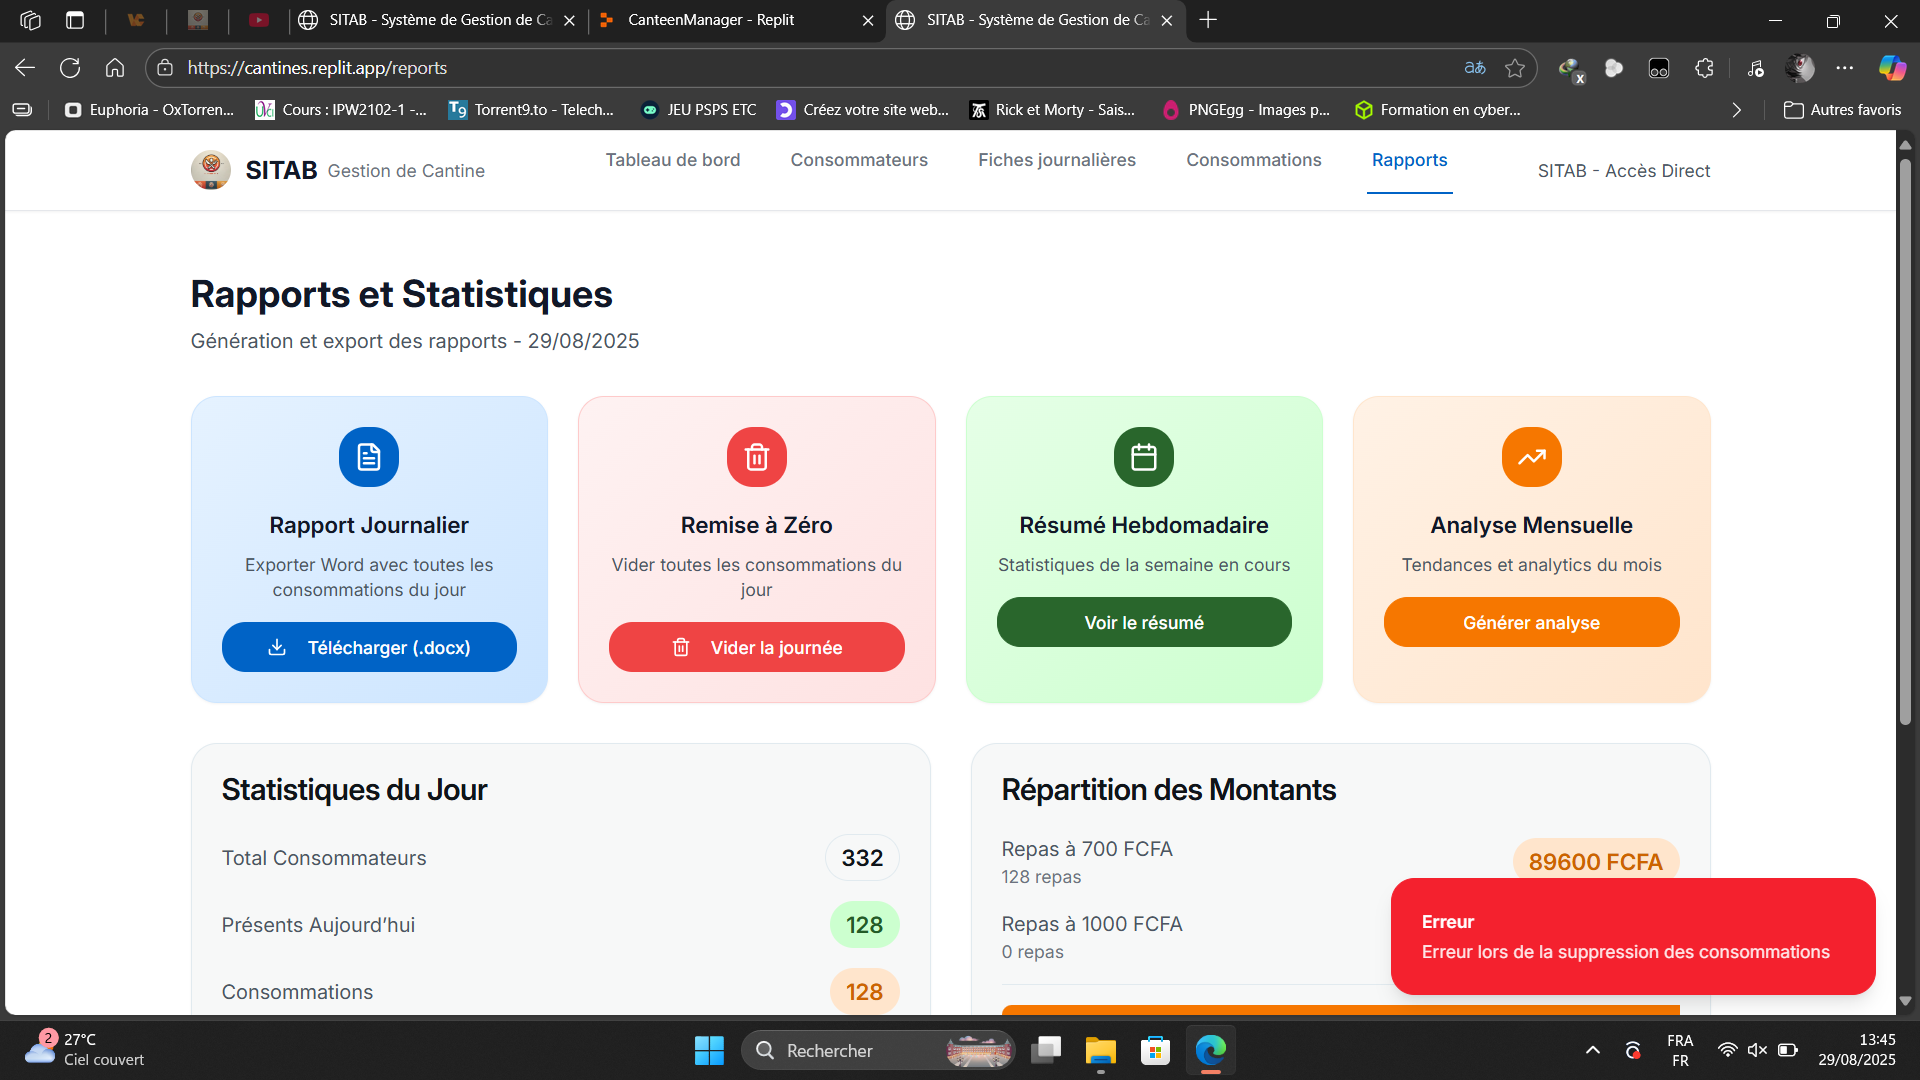 SITAB - Système de Gestion de Ca
CanteenManager - Replit
SITAB - Système de Gestion de Ca
https://cantines.replit.app/reports
aあ
Euphoria - OxTorren...
Cours : IPW2102-1 -...
Torrent9.to - Telech...
JEU PSPS ETC
Créez votre site web...
Rick et Morty - Sais...
PNGEgg - Images p...
Formation en cyber...
Autres favoris
SITAB Gestion de Cantine
Tableau de bord
Consommateurs
Fiches journalières
Consommations
Rapports
SITAB - Accès Direct
Rapports et Statistiques
Génération et export des rapports - 29/08/2025
Rapport Journalier
Exporter Word avec toutes les
consommations du jour
Télécharger (.docx)
Remise à Zéro
Vider toutes les consommations du
jour
Vider la journée
Résumé Hebdomadaire
Statistiques de la semaine en cours
Voir le résumé
Analyse Mensuelle
Tendances et analytics du mois
Générer analyse
Statistiques du Jour
Total Consommateurs
332
Présents Aujourd’hui
128
Consommations
128
Répartition des Montants
Repas à 700 FCFA
128 repas
89600 FCFA
Repas à 1000 FCFA
0 repas
Erreur
Erreur lors de la suppression des consommations
2
27°C
Ciel couvert
Rechercher
FRA
FR
13:45
29/08/2025